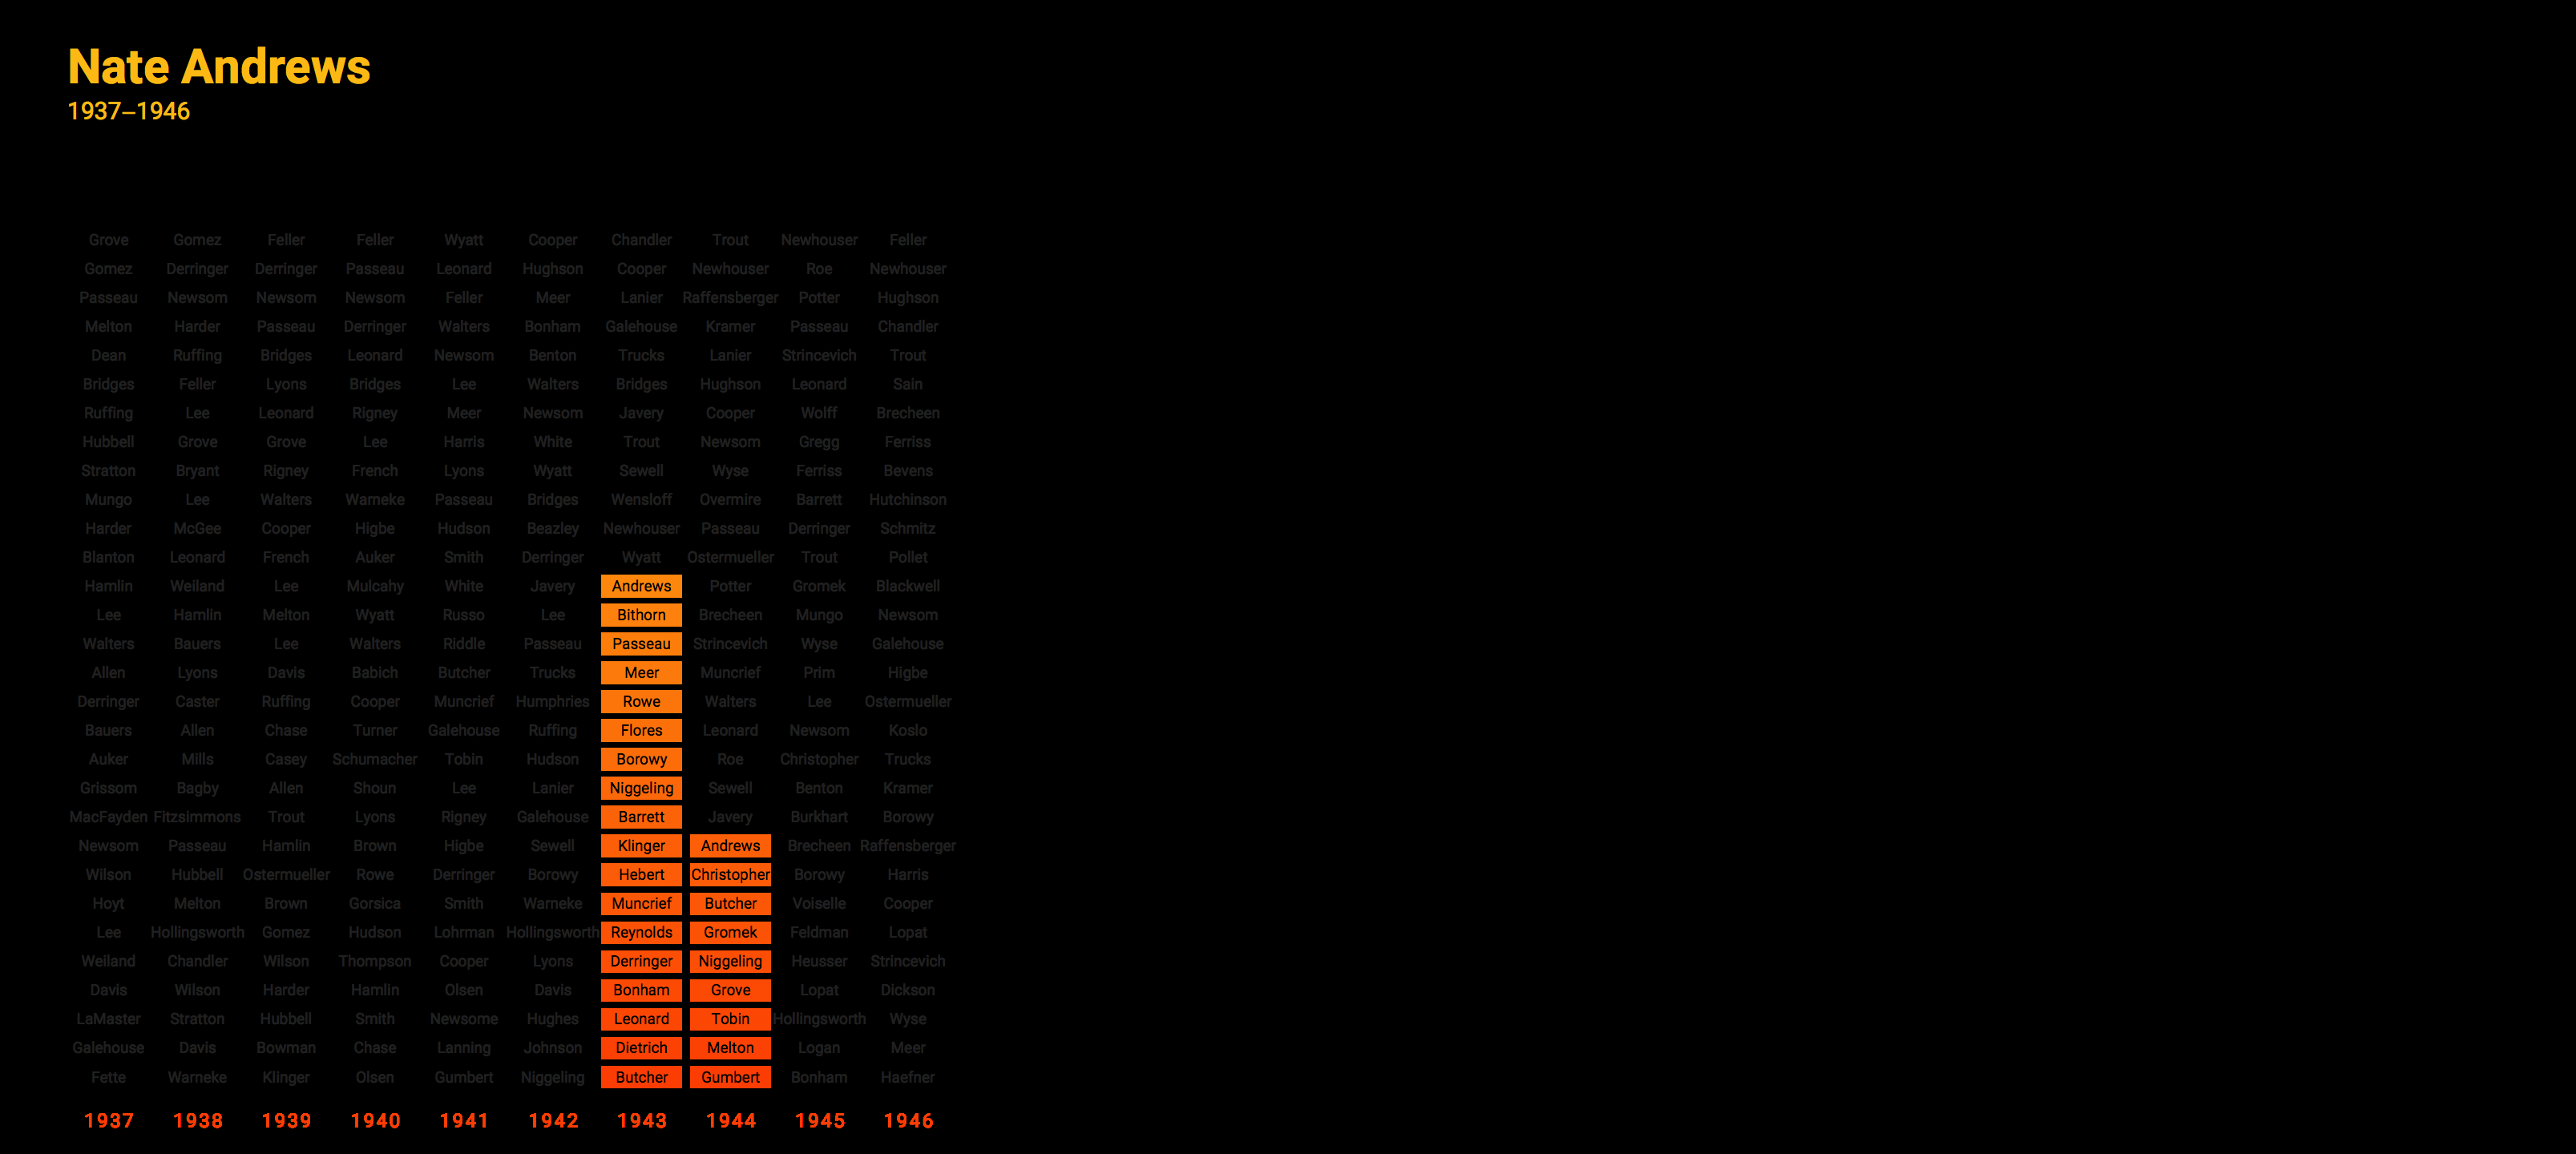 Nate Andrews
1937–1946
Grove Gomez Feller Feller Wyatt Cooper Chandler Trout Newhouser Feller
Gomez Derringer Derringer Passeau Leonard Hughson Cooper Newhouser Roe Newhouser
Passeau Newsom Newsom Newsom Feller Meer Lanier Raffensberger Potter Hughson
Melton Harder Passeau Derringer Walters Bonham Galehouse Kramer Passeau Chandler
Dean Ruffing Bridges Leonard Newsom Benton Trucks Lanier Strincevich Trout
Bridges Feller Lyons Bridges Lee Walters Bridges Hughson Leonard Sain
Ruffing Lee Leonard Rigney Meer Newsom Javery Cooper Wolff Brecheen
Hubbell Grove Grove Lee Harris White Trout Newsom Gregg Ferriss
Stratton Bryant Rigney French Lyons Wyatt Sewell Wyse Ferriss Bevens
Mungo Lee Walters Warneke Passeau Bridges Wensloff Overmire Barrett Hutchinson
Harder McGee Cooper Higbe Hudson Beazley Newhouser Passeau Derringer Schmitz
Blanton Leonard French Auker Smith Derringer Wyatt Ostermueller Trout Pollet
Hamlin Weiland Lee Mulcahy White Javery Andrews Potter Gromek Blackwell
Lee Hamlin Melton Wyatt Russo Lee Bithorn Brecheen Mungo Newsom
Walters Bauers Lee Walters Riddle Passeau Passeau Strincevich Wyse Galehouse
Allen Lyons Davis Babich Butcher Trucks Meer Muncrief Prim Higbe
Derringer Caster Ruffing Cooper Muncrief Humphries Rowe Walters Lee Ostermueller
Bauers Allen Chase Turner Galehouse Ruffing Flores Leonard Newsom Koslo
Auker Mills Casey Schumacher Tobin Hudson Borowy Roe Christopher Trucks
Grissom Bagby Allen Shoun Lee Lanier Niggeling Sewell Benton Kramer
MacFayden Fitzsimmons Trout Lyons Rigney Galehouse Barrett Javery Burkhart Borowy
Newsom Passeau Hamlin Brown Higbe Sewell Klinger Andrews Brecheen Raffensberger
Wilson Hubbell Ostermueller Rowe Derringer Borowy Hebert Christopher Borowy Harris
Hoyt Melton Brown Gorsica Smith Warneke Muncrief Butcher Voiselle Cooper
Lee Hollingsworth Gomez Hudson Lohrman Hollingsworth Reynolds Gromek Feldman Lopat
Weiland Chandler Wilson Thompson Cooper Lyons Derringer Niggeling Heusser Strincevich
Davis Wilson Harder Hamlin Olsen Davis Bonham Grove Lopat Dickson
LaMaster Stratton Hubbell Smith Newsome Hughes Leonard Tobin Hollingsworth Wyse
Galehouse Davis Bowman Chase Lanning Johnson Dietrich Melton Logan Meer
Fette Warneke Klinger Olsen Gumbert Niggeling Butcher Gumbert Bonham Haefner
1937 1938 1939 1940 1941 1942 1943 1944 1945 1946